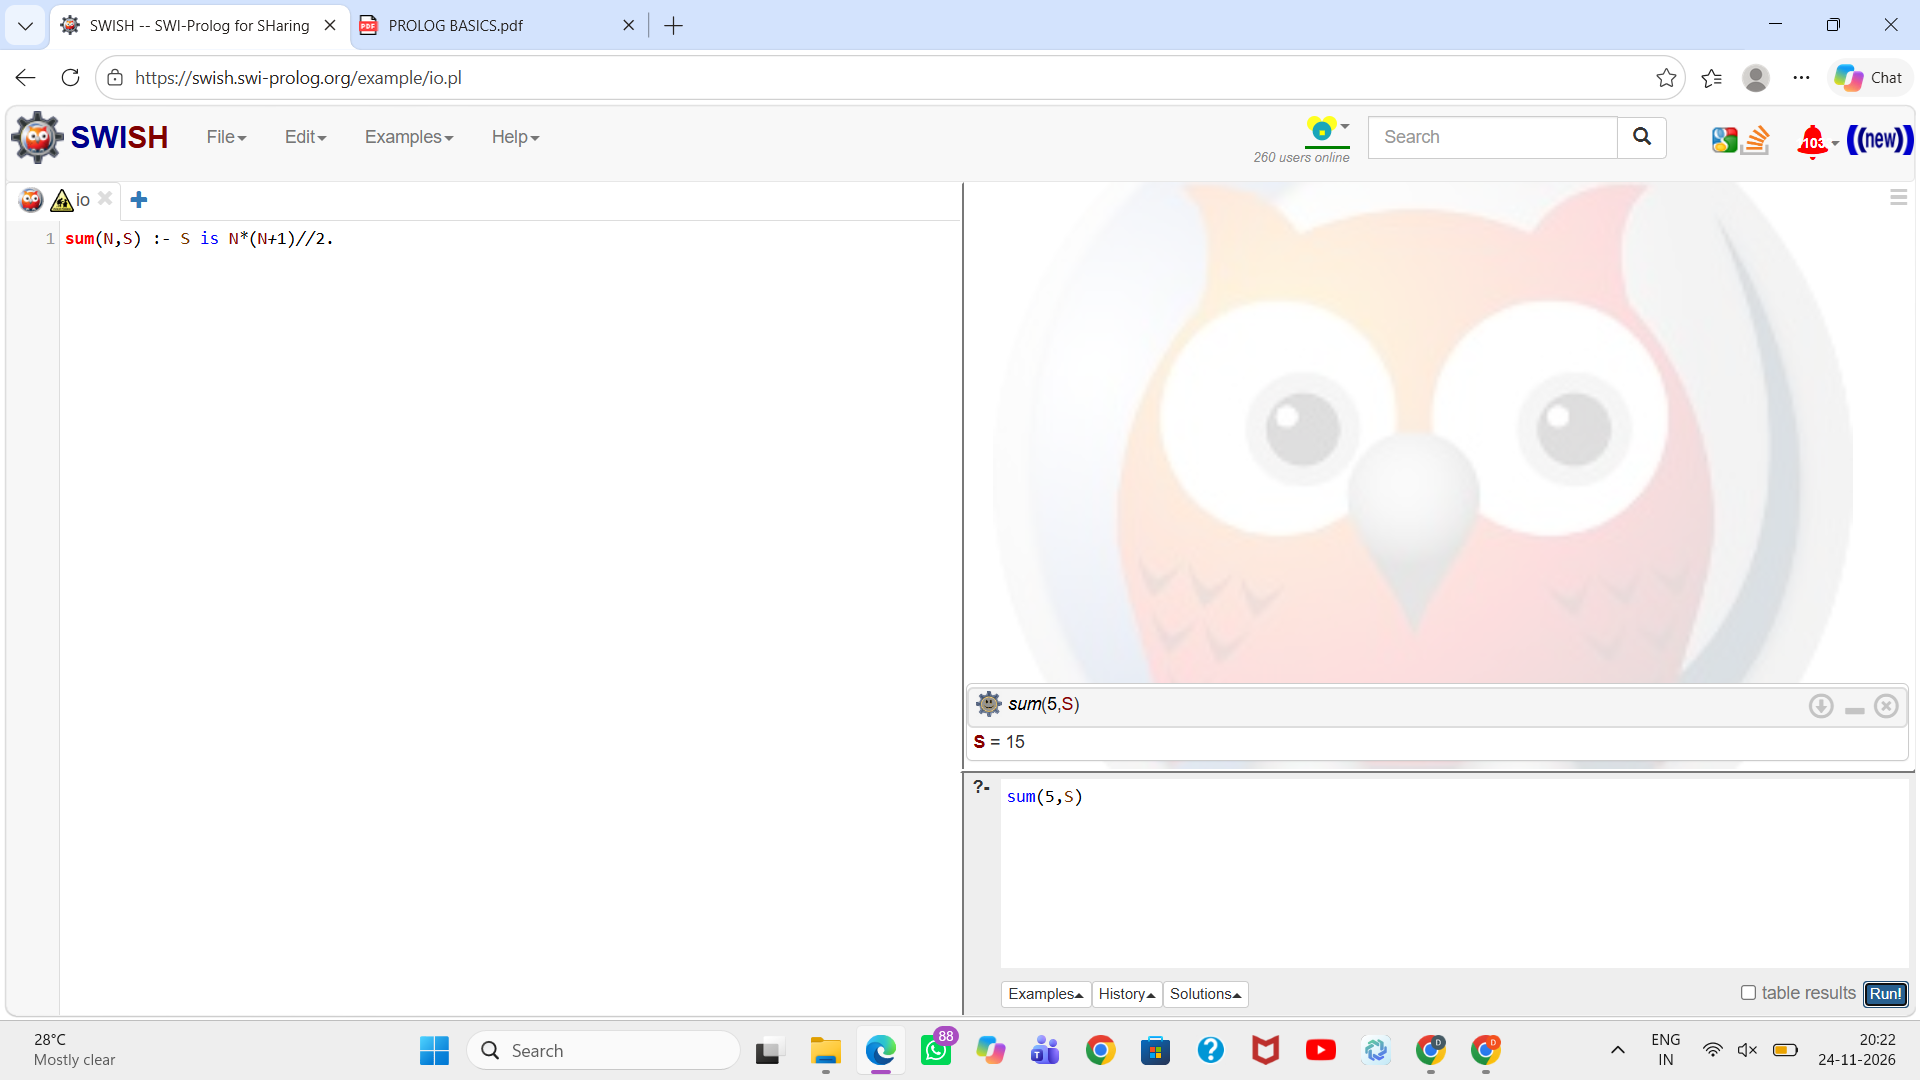 SWISH -- SWI-Prolog for SHaring
PROLOG BASICS.pdf
https://swish.swi-prolog.org/example/io.pl
Chat
SWISH
File
Edit
Examples
Help
260 users online
Search
103
((new))
io
1 sum(N,S) :- S is N*(N+1)//2.
sum(5,S)
S = 15
?-
sum(5,S)
Examples
History
Solutions
table results
Run!
28°C
Mostly clear
Search
88
ENG
IN
20:22
24-11-2026